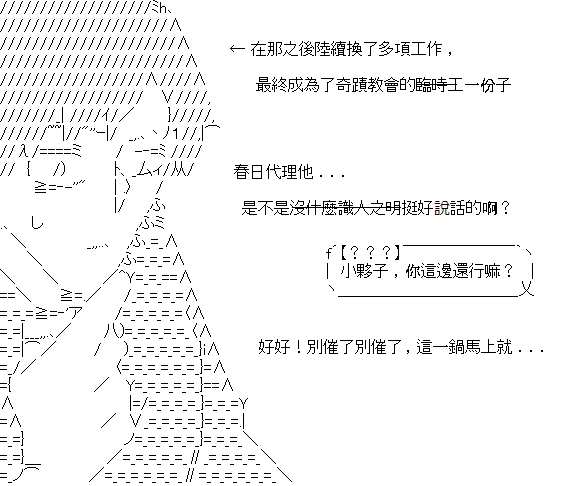 ← 在那之後陸續換了多項工作，
最終成為了奇蹟教會的臨時工一份子
春日代理他...
是不是沒什麼識人之明挺好說話的啊？
【？？？】
小夥子，你這邊還行嘛？
好好！別催了別催了，這一鍋馬上就...